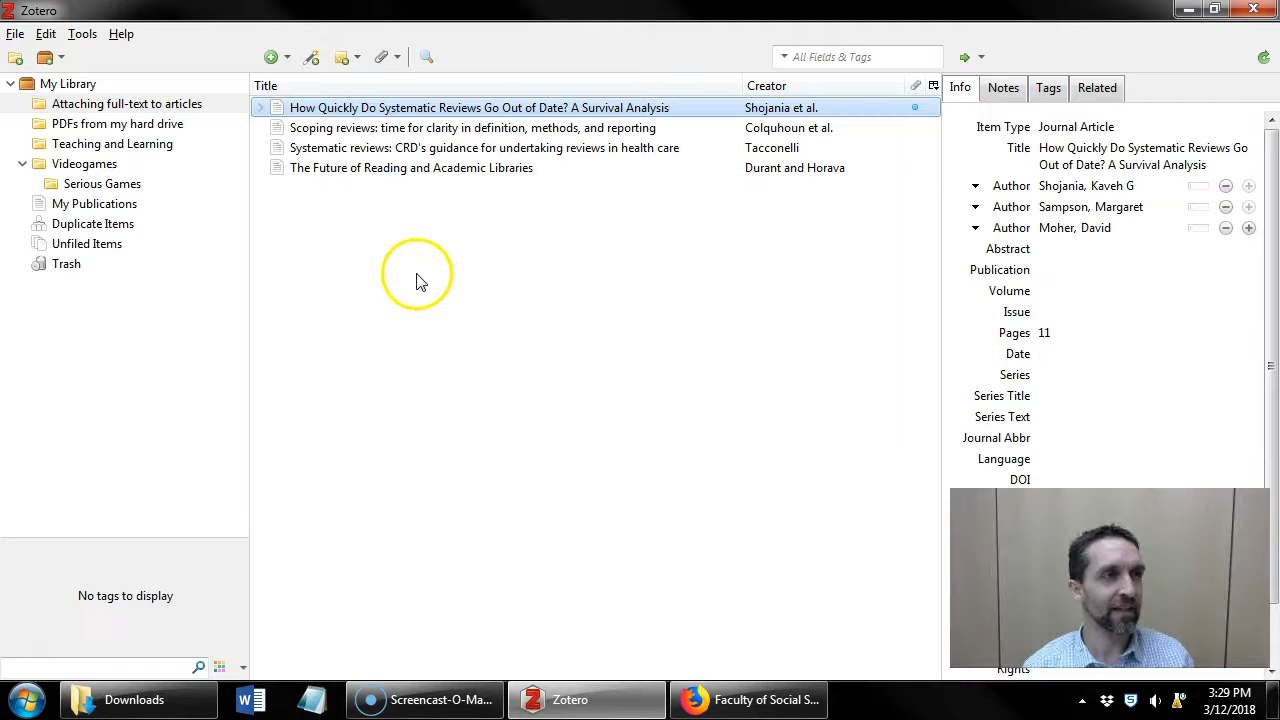 Zotero
File Edit Tools Help
All Fields & Tags
My Library
Attaching full-text to articles
PDFs from my hard drive
Teaching and Learning
Videogames
Serious Games
My Publications
Duplicate Items
Unfiled Items
Trash
No tags to display
Title Creator
How Quickly Do Systematic Reviews Go Out of Date? A Survival Analysis Shojania et al.
Scoping reviews: time for clarity in definition, methods, and reporting Colquhoun et al.
Systematic reviews: CRD's guidance for undertaking reviews in health care Tacconelli
The Future of Reading and Academic Libraries Durant and Horava
Info Notes Tags Related
Item Type Journal Article
Title How Quickly Do Systematic Reviews Go
Out of Date? A Survival Analysis
Author Shojania, Kaveh G
Author Sampson, Margaret
Author Moher, David
Abstract
Publication
Volume
Issue
Pages 11
Date
Series
Series Title
Series Text
Journal Abbr
Language
DOI
Rights
Downloads
W
Screencast-O-Ma...
Z Zotero
Faculty of Social S...
3:29 PM
3/12/2018